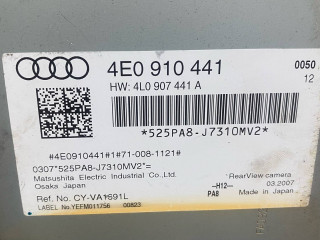 4E0 910 441
0050
HW: 4L0 907 441 A
12
*525PA8-J7310MV2*
#4E0910441#1#71-008-1121#
0307*525PA8-J7310MV2*=
Matsushita Electric Industrial Co., Ltd.
Osaka Japan
RearView camera
-H12- 03.2007
PA8 Made in Japan
Ref. No. CY-VA1691L
LABEL No. YEFM011756 00823